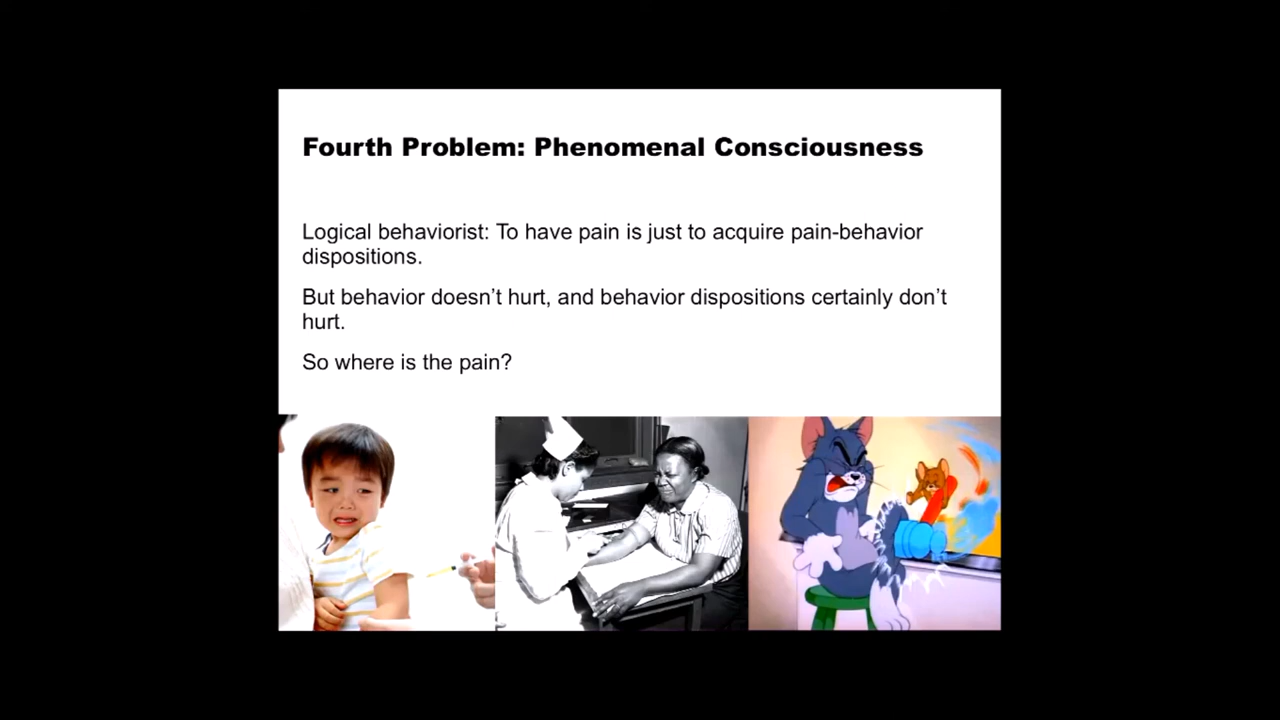 Fourth Problem: Phenomenal Consciousness
Logical behaviorist: To have pain is just to acquire pain-behavior
dispositions.
But behavior doesn’t hurt, and behavior dispositions certainly don’t
hurt.
So where is the pain?